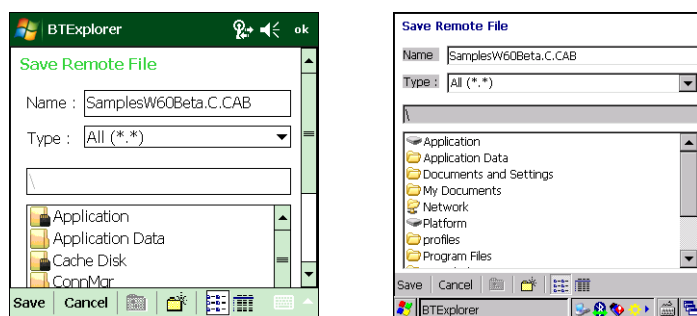 BTExplorer ok
Save Remote File
Name : SamplesW60Beta.C.CAB
Type : All (*.*)
\
Application
Application Data
Cache Disk
ConnMgr
Save Cancel
Save Remote File
Name SamplesW60Beta.C.CAB
Type : All (*.*)
\
Application
Application Data
Documents and Settings
My Documents
Network
Platform
profiles
Program Files
Save Cancel
BTExplorer